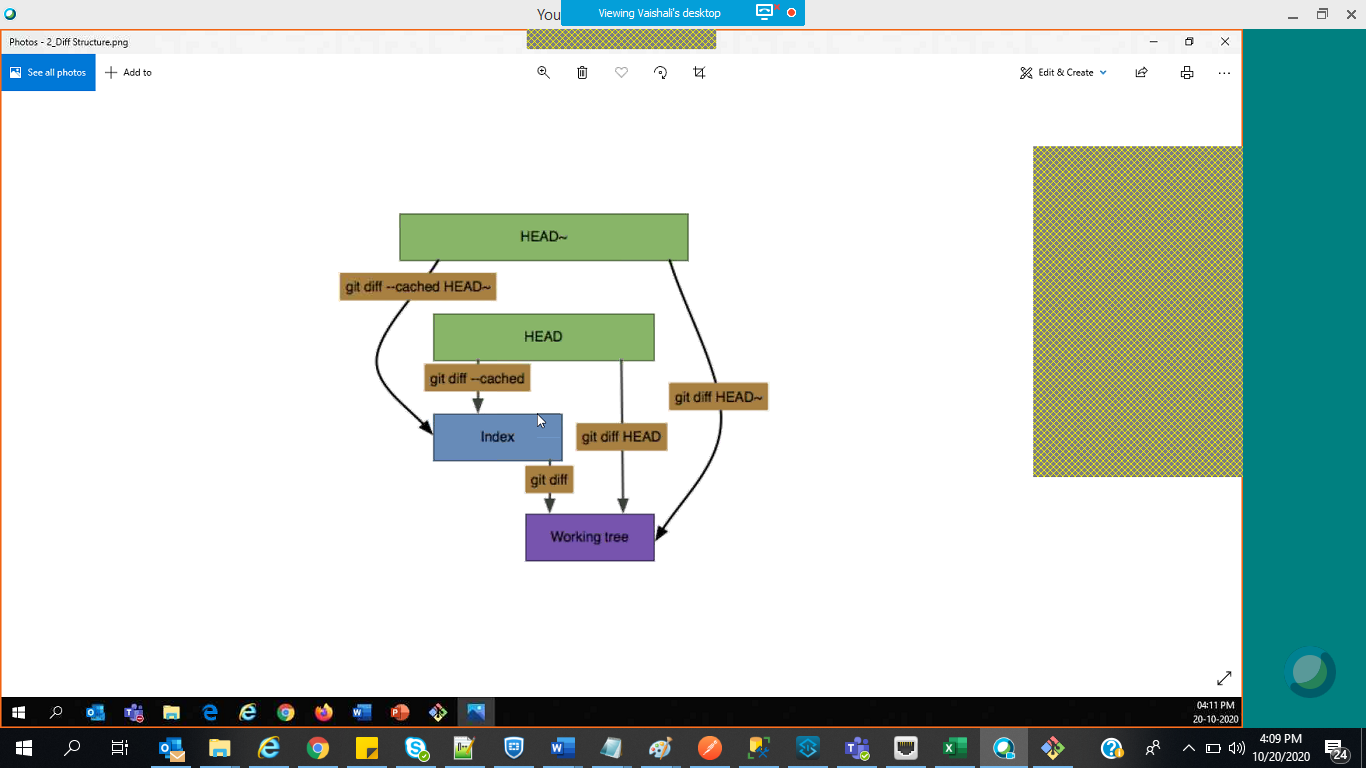 You
Viewing Vaishali's desktop
Photos - 2_Diff Structure.png
See all photos
Add to
Edit & Create
HEAD~
git diff --cached HEAD~
HEAD
git diff --cached
git diff HEAD~
Index
git diff HEAD
git diff
Working tree
04:11 PM
20-10-2020
4:09 PM
10/20/2020
24